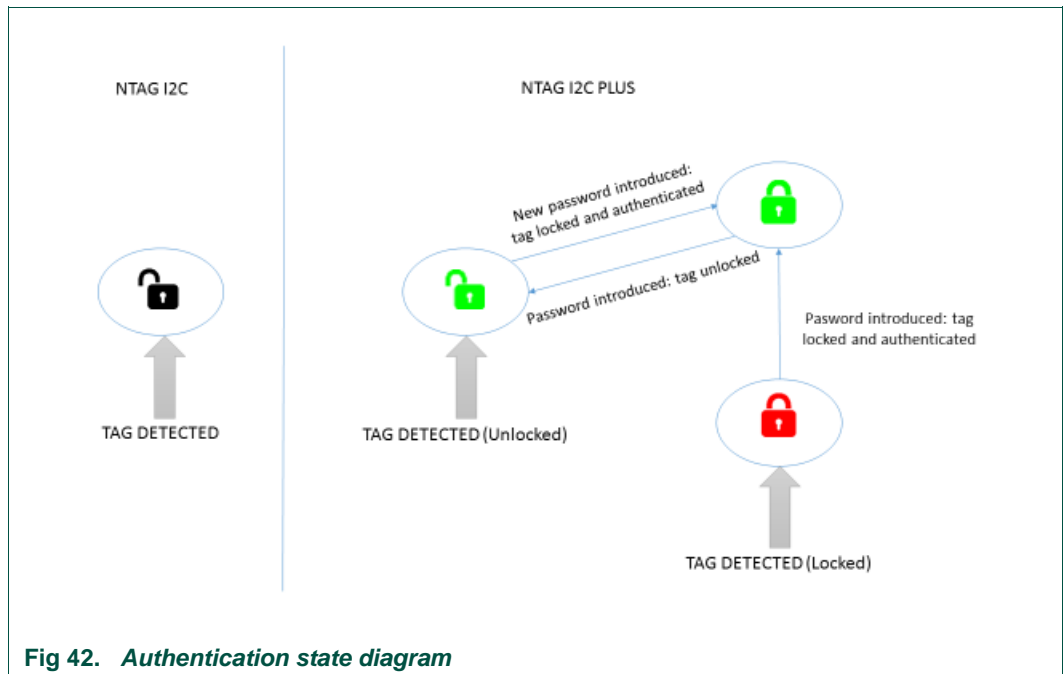 NTAG I2C
NTAG I2C PLUS
New password introduced:
tag locked and authenticated
Password introduced: tag unlocked
Pasword introduced: tag
locked and authenticated
TAG DETECTED
TAG DETECTED (Unlocked)
TAG DETECTED (Locked)
Fig 42. Authentication state diagram